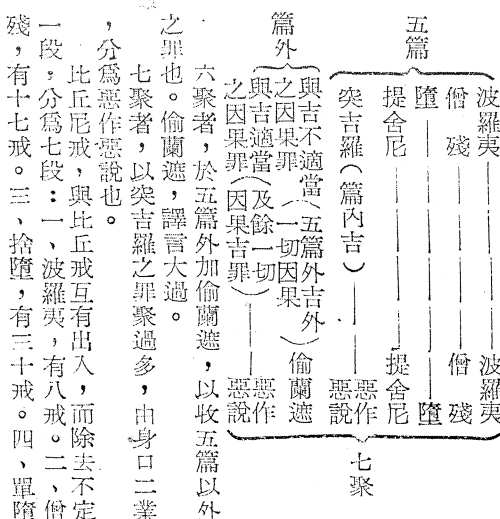 五篇
波羅夷 波羅夷
僧殘 僧殘
墮 墮
提舍尼 提舍尼
突吉羅（篇內吉） 惡作 惡說
篇外
與吉不適當（五篇外吉外）
之因果罪（一切因果） 偷蘭遮
與吉適當（及餘一切） 惡作
之因果罪（因果吉罪） 惡說
七聚
六聚者，於五篇外加偷蘭遮，以收五篇以外
之罪也。偷蘭遮，譯言大過。
七聚者，以突吉羅之罪聚過多，由身口二業
，分爲惡作惡說也。
比丘尼戒，與比丘戒互有出入，而除去不定
一段，分爲七段：一、波羅夷，有八戒。二、僧
殘，有十七戒。三、捨墮，有三十戒。四、單墮